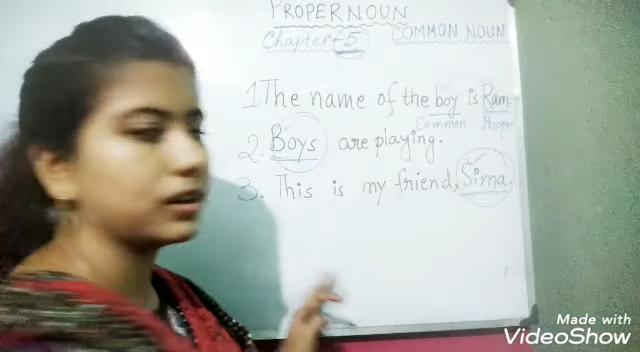 PROPER NOUN
Chapter-5 COMMON NOUN
1 The name of the boy is Ram.
Common Proper
2. Boys are playing.
3. This is my friend, Sima.
Made with
VideoShow